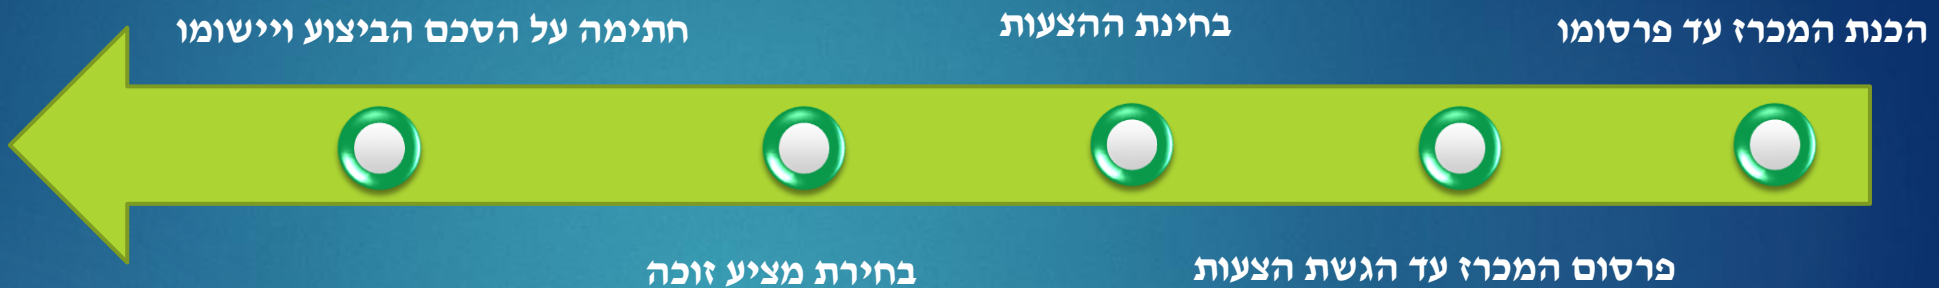 הכנת המכרז עד פרסומו
פרסום המכרז עד הגשת הצעות
בחינת ההצעות
בחירת מציע זוכה
חתימה על הסכם הביצוע ויישומו